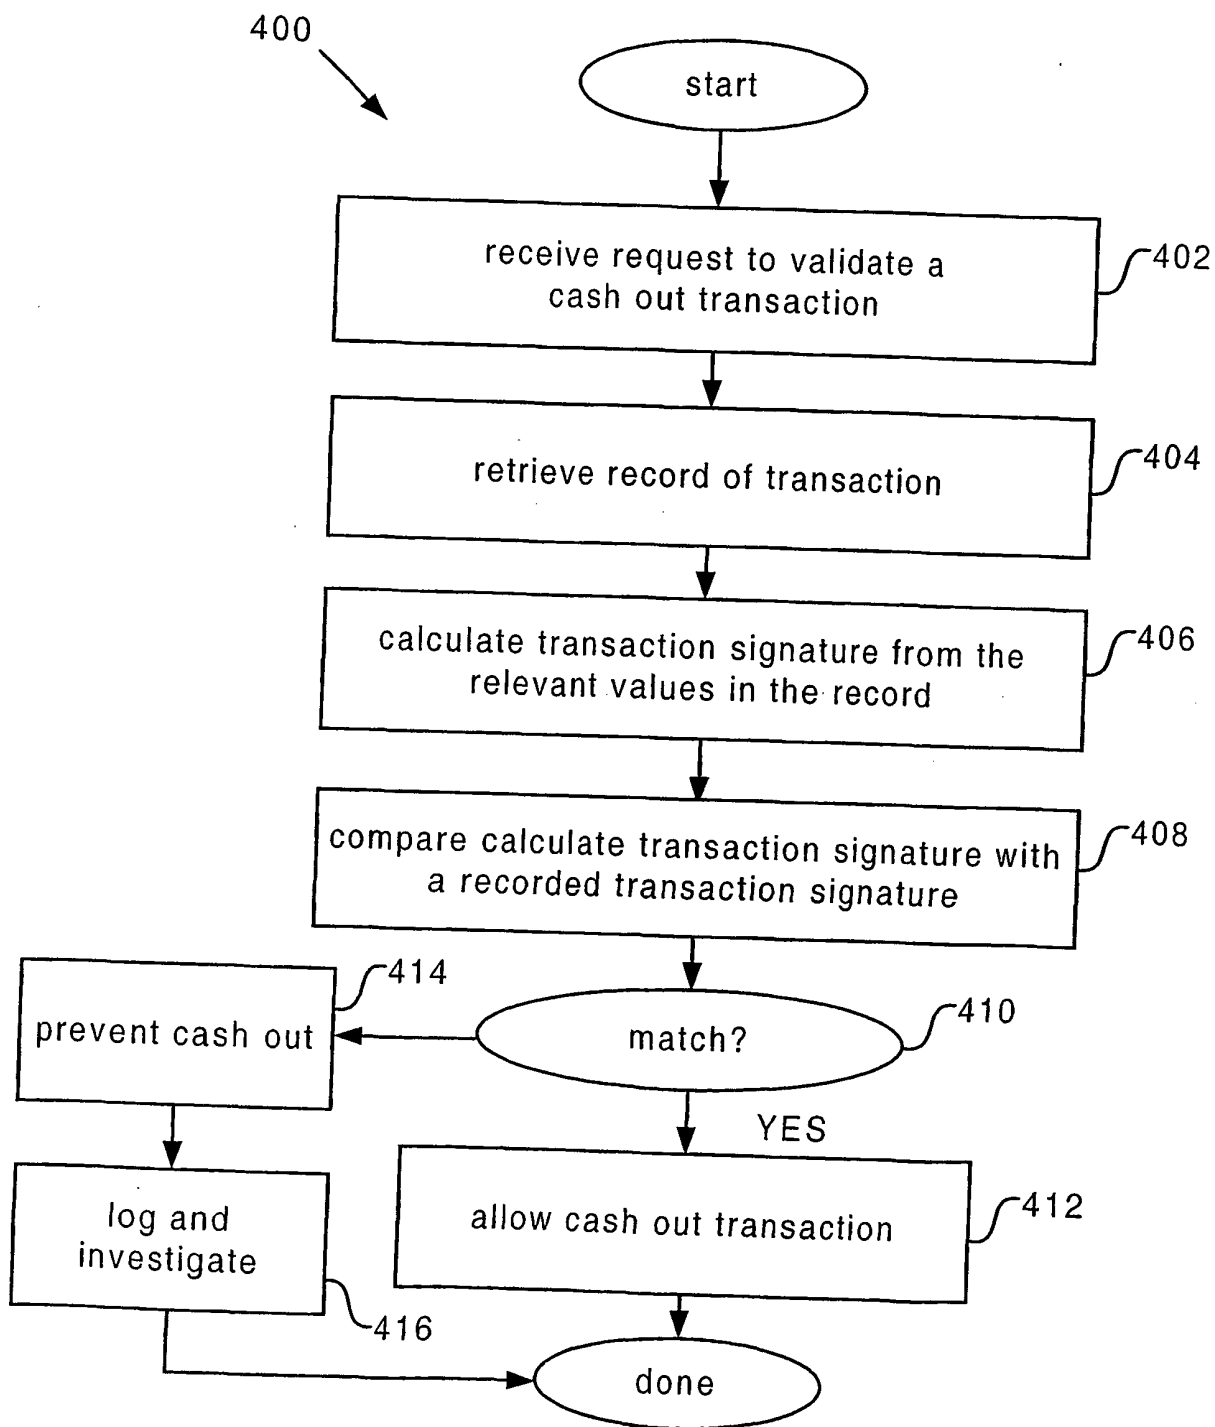 400
start
receive request to validate a
cash out transaction
402
retrieve record of transaction
404
calculate transaction signature from the
relevant values in the record
406
compare calculate transaction signature with
a recorded transaction signature
408
414
prevent cash out
match?
410
YES
log and
investigate
416
allow cash out transaction
412
done